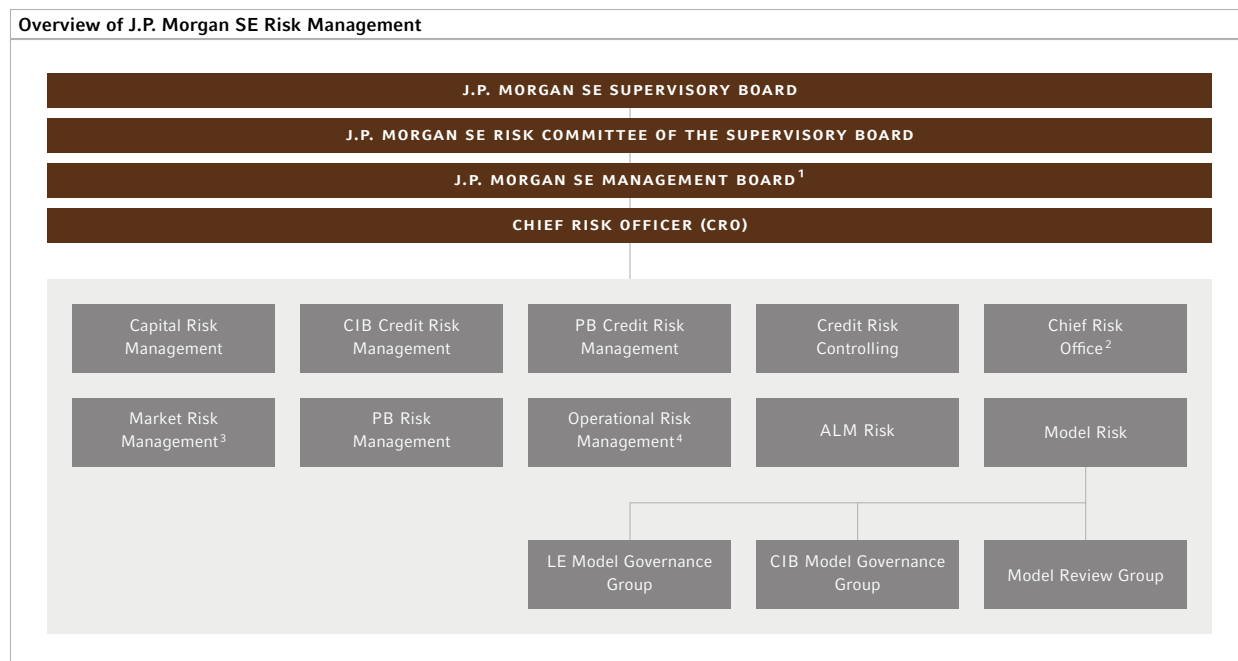 Overview of J.P. Morgan SE Risk Management
J.P. MORGAN SE SUPERVISORY BOARD
J.P. MORGAN SE RISK COMMITTEE OF THE SUPERVISORY BOARD
J.P. MORGAN SE MANAGEMENT BOARD¹
CHIEF RISK OFFICER (CRO)
Capital Risk
Management
CIB Credit Risk
Management
PB Credit Risk
Management
Credit Risk
Controlling
Chief Risk
Office²
Market Risk
Management³
PB Risk
Management
Operational Risk
Management⁴
ALM Risk
Model Risk
LE Model Governance
Group
CIB Model Governance
Group
Model Review Group